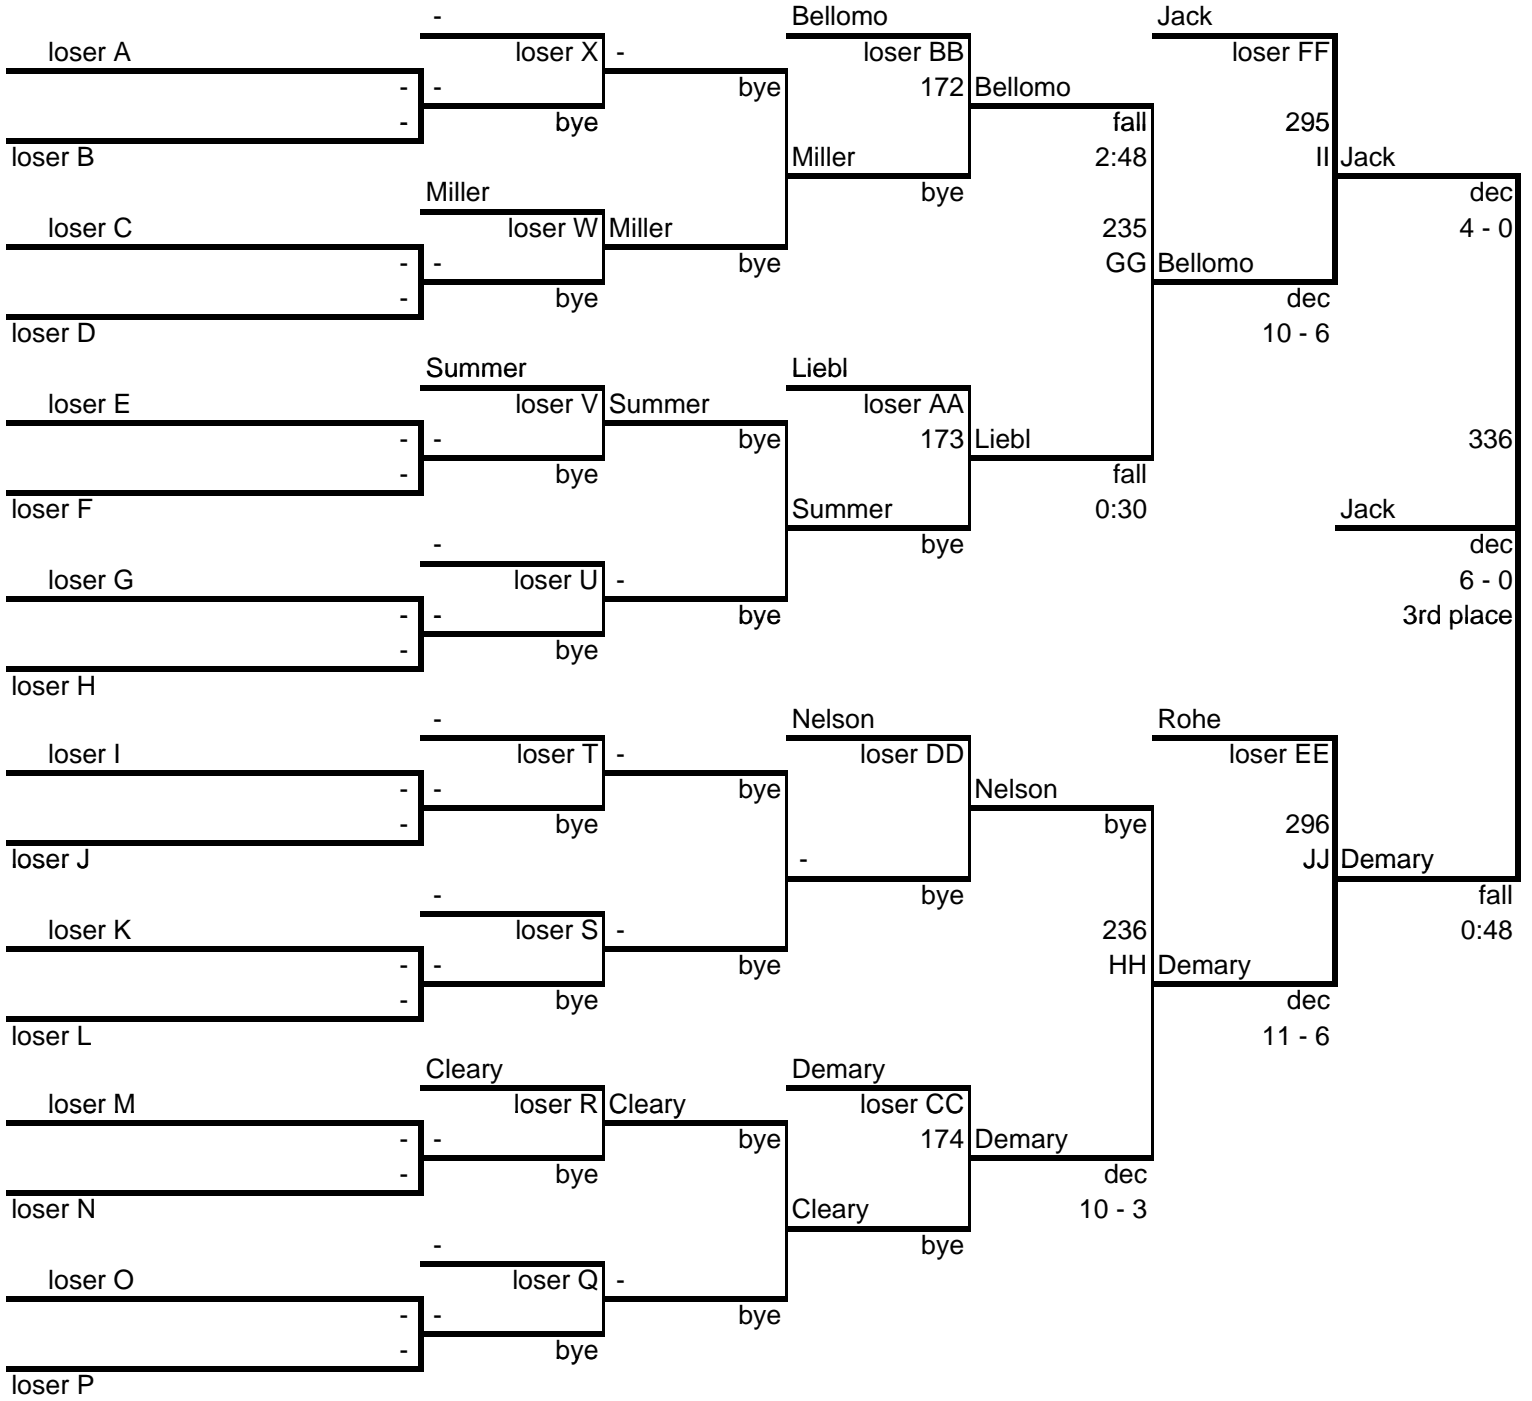 - Bellomo Jack
loser A loser X - loser BB loser FF
- - bye 172 Bellomo
- bye fall 295
loser B Miller 2:48 II Jack
Miller bye dec
loser C loser W Miller 235 4 - 0
- - bye GG Bellomo
- bye dec
loser D 10 - 6
Summer Liebl
loser E loser V Summer loser AA
- - bye 173 Liebl 336
- bye fall
loser F Summer 0:30 Jack
- bye dec
loser G loser U - 6 - 0
- - bye 3rd place
- bye
loser H
- Nelson Rohe
loser I loser T - loser DD loser EE
- - bye Nelson
- bye bye 296
loser J - JJ Demary
- bye fall
loser K loser S - 236 0:48
- - bye HH Demary
- bye dec
loser L 11 - 6
Cleary Demary
loser M loser R Cleary loser CC
- - bye 174 Demary
- bye dec
loser N Cleary 10 - 3
- bye
loser O loser Q -
- - bye
- bye
loser P